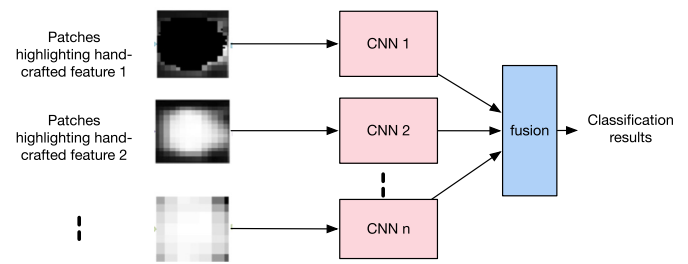 Patches
highlighting hand-
crafted feature 1
CNN 1
Patches
highlighting hand-
crafted feature 2
CNN 2
fusion
Classification
results
CNN n